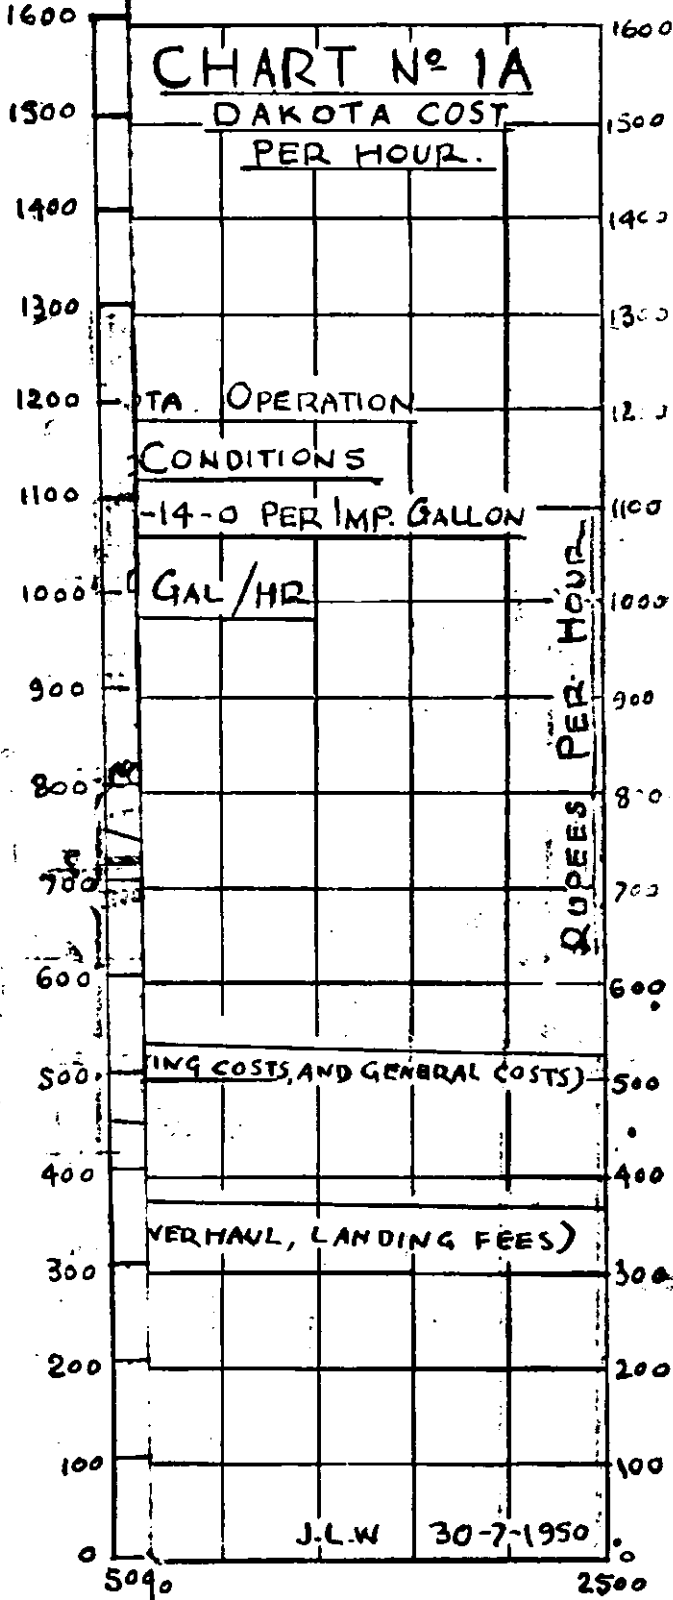 CHART Nº 1A
DAKOTA COST
PER HOUR.
TA. OPERATION
CONDITIONS
-14-0 PER IMP. GALLON
GAL/HR
RUPEES PER HOUR
ING COSTS, AND GENERAL COSTS)
VERHAUL, LANDING FEES)
J.L.W 30-7-1950
1600
1500
1400
1300
1200
1100
1000
900
800
700
600
500
400
300
200
100
0
1600
1500
1100
1000
900
700
600
500
400
300
200
100
0
2500